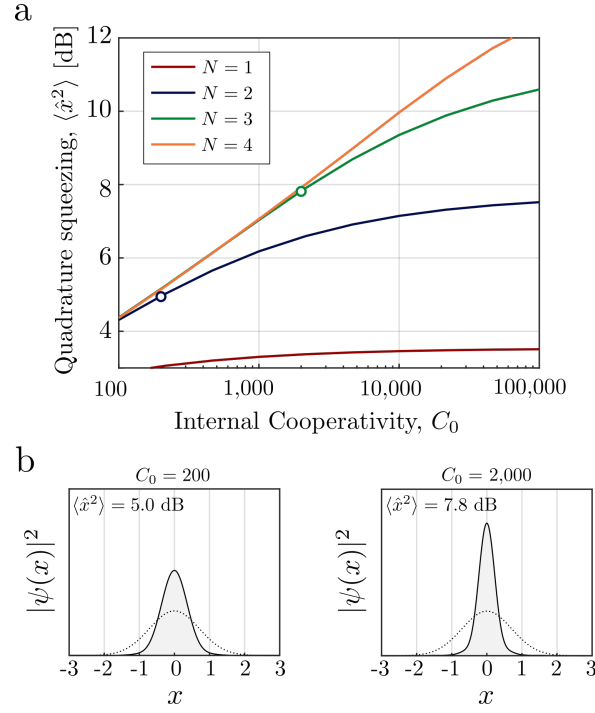 a
Quadrature squeezing, ⟨x̂²⟩ [dB]
12
10
8
6
4
N = 1
N = 2
N = 3
N = 4
100
1,000
10,000
100,000
Internal Cooperativity, C₀
b
C₀ = 200
⟨x̂²⟩ = 5.0 dB
|ψ(x)|²
-3 -2 -1 0 1 2 3
x
C₀ = 2,000
⟨x̂²⟩ = 7.8 dB
|ψ(x)|²
-3 -2 -1 0 1 2 3
x